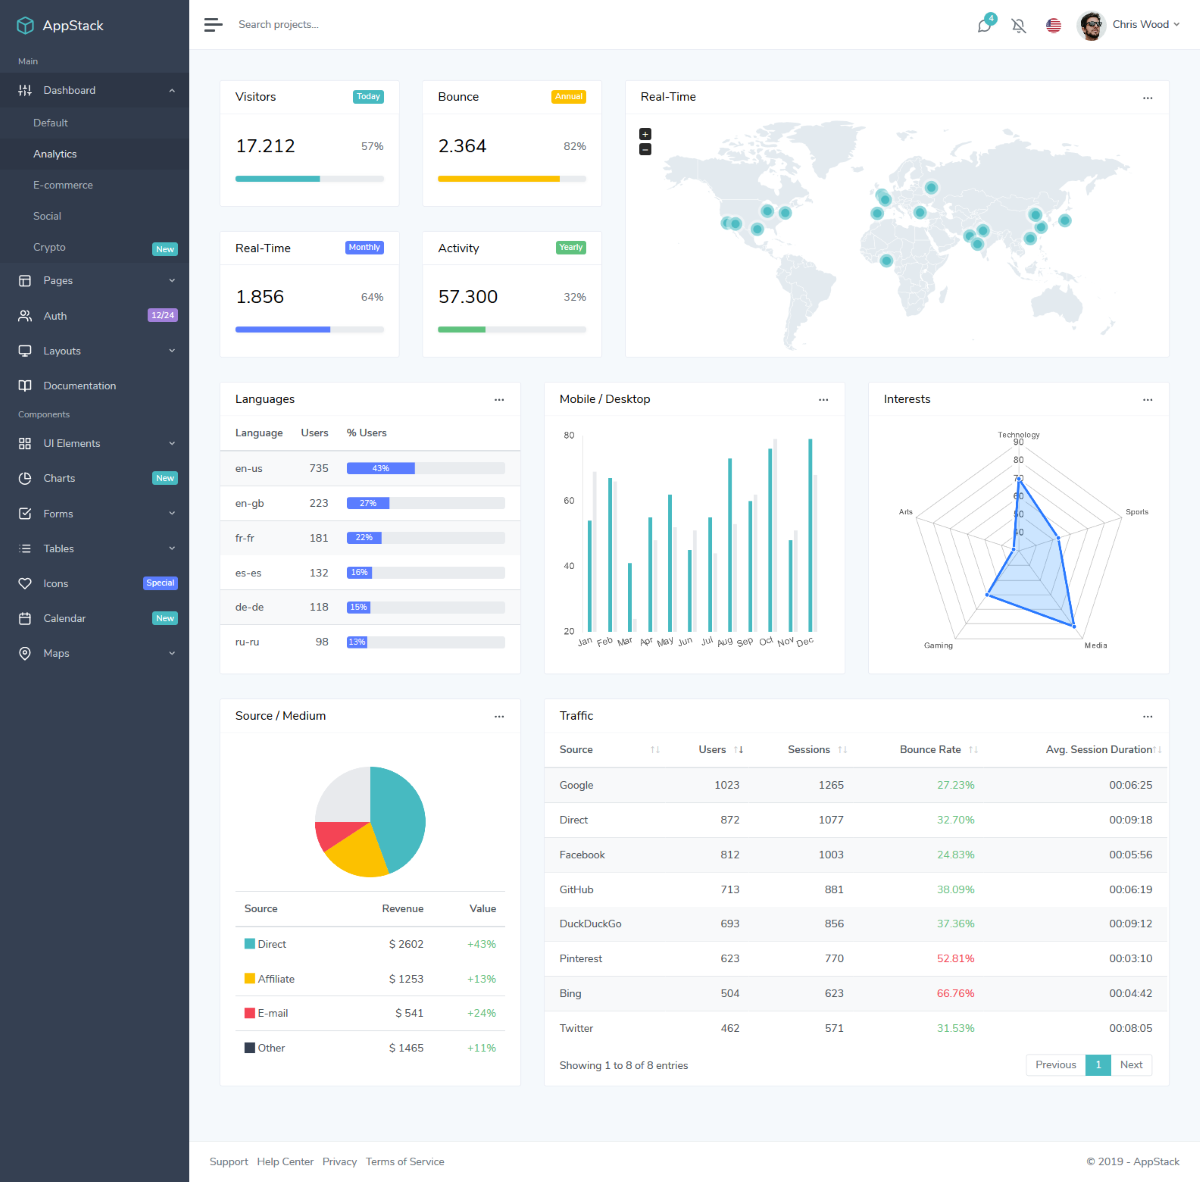 AppStack
Search projects...
4
Chris Wood
Main
Dashboard
Default
Analytics
E-commerce
Social
Crypto New
Pages
Auth 12/24
Layouts
Documentation
Components
UI Elements
Charts New
Forms
Tables
Icons Special
Calendar New
Maps
Visitors Today
17.212 57%
Bounce Annual
2.364 82%
Real-Time Monthly
1.856 64%
Activity Yearly
57.300 32%
Real-Time ...
+
−
Languages ...
Language Users % Users
en-us 735 43%
en-gb 223 27%
fr-fr 181 22%
es-es 132 16%
de-de 118 15%
ru-ru 98 13%
Mobile / Desktop ...
80
60
40
20
Jan Feb Mar Apr May Jun Jul Aug Sep Oct Nov Dec
Interests ...
Technology
90
80
70
60
50
40
Arts
Sports
Gaming
Media
Source / Medium ...
Source Revenue Value
Direct $ 2602 +43%
Affiliate $ 1253 +13%
E-mail $ 541 +24%
Other $ 1465 +11%
Traffic ...
Source Users Sessions Bounce Rate Avg. Session Duration
Google 1023 1265 27.23% 00:06:25
Direct 872 1077 32.70% 00:09:18
Facebook 812 1003 24.83% 00:05:56
GitHub 713 881 38.09% 00:06:19
DuckDuckGo 693 856 37.36% 00:09:12
Pinterest 623 770 52.81% 00:03:10
Bing 504 623 66.76% 00:04:42
Twitter 462 571 31.53% 00:08:05
Showing 1 to 8 of 8 entries
Previous 1 Next
Support Help Center Privacy Terms of Service
© 2019 - AppStack